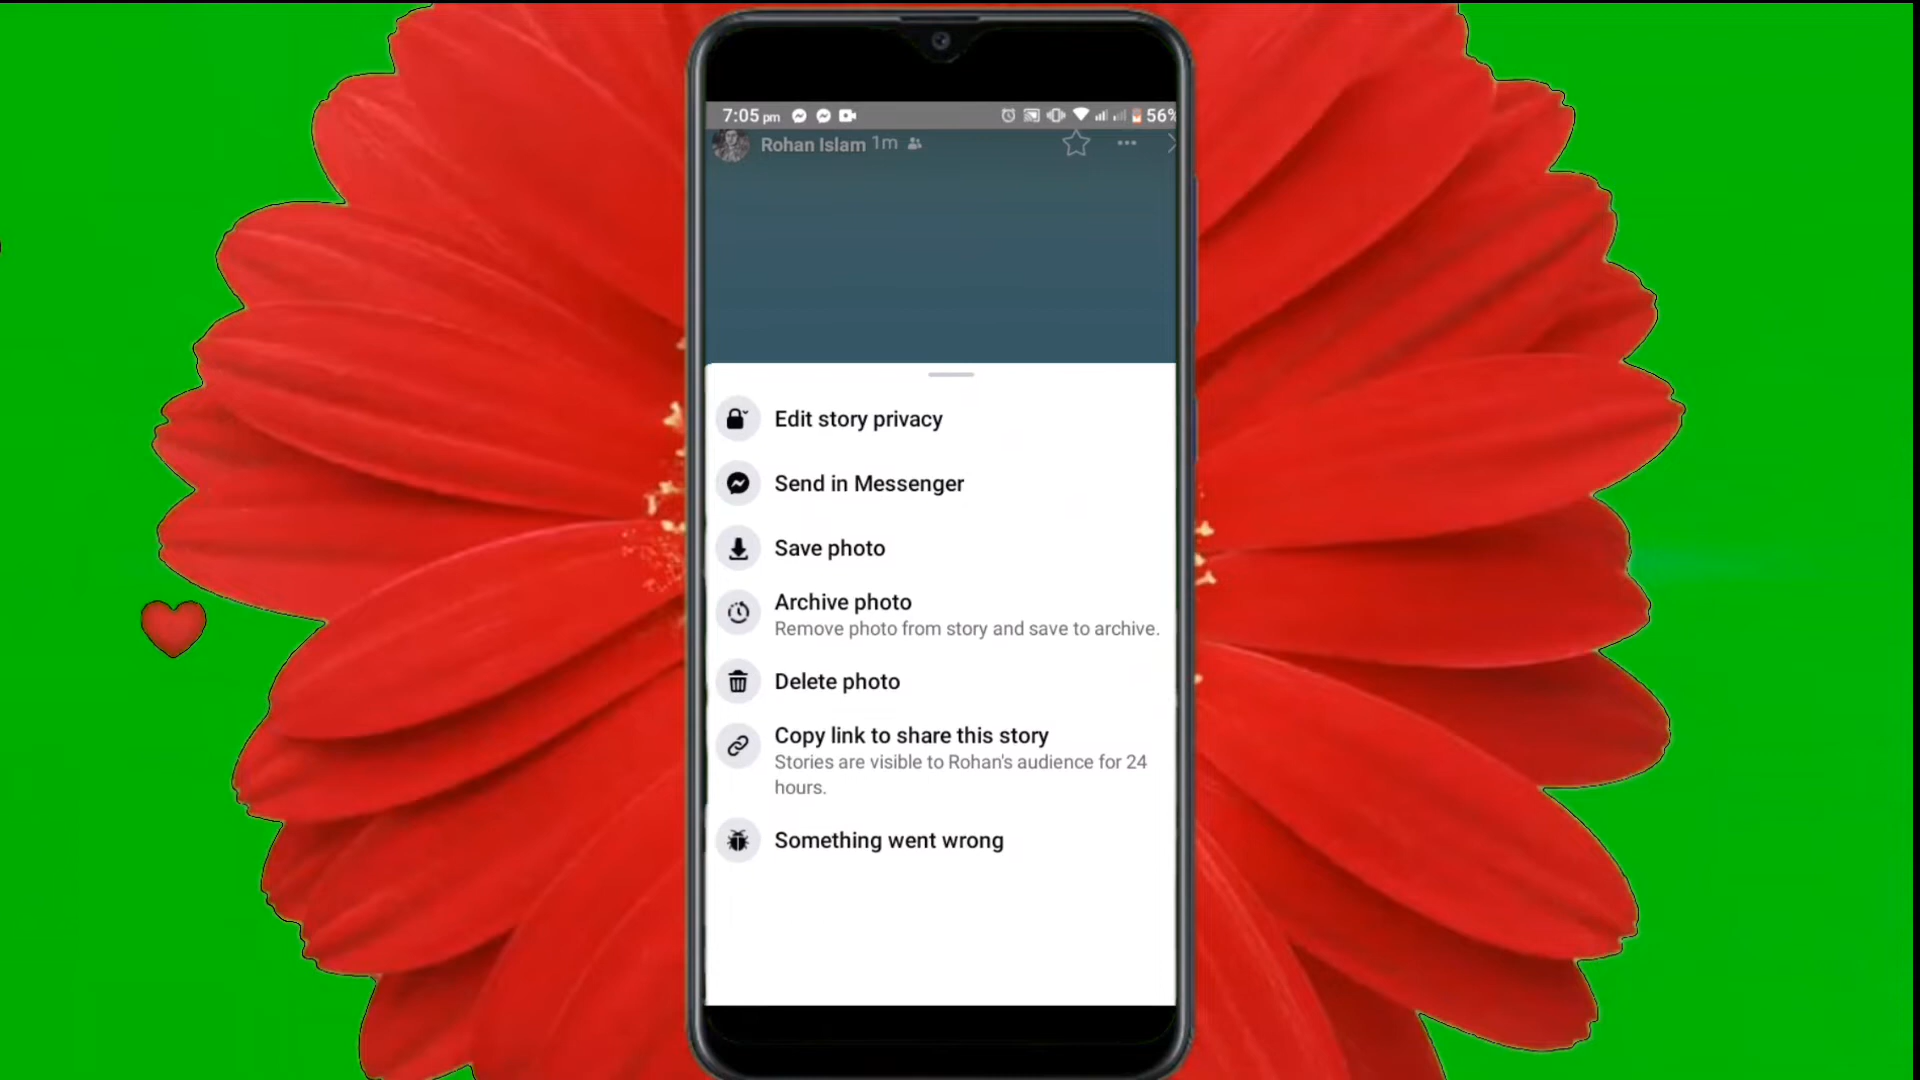 7:05 pm 56%
Rohan Islam 1m
Edit story privacy
Send in Messenger
Save photo
Archive photo
Remove photo from story and save to archive.
Delete photo
Copy link to share this story
Stories are visible to Rohan's audience for 24
hours.
Something went wrong